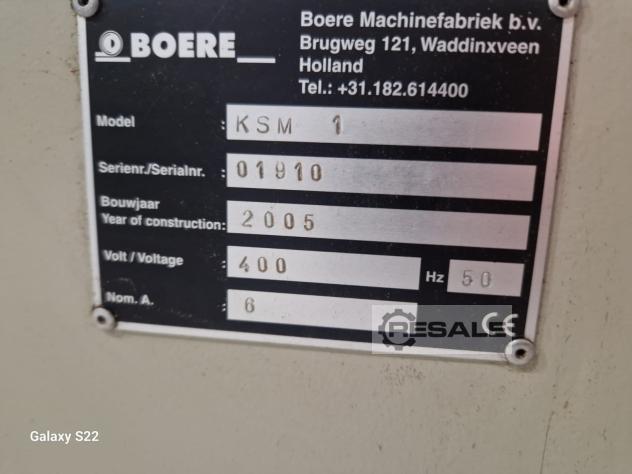 BOERE
Boere Machinefabriek b.v.
Brugweg 121, Waddinxveen
Holland
Tel.: +31.182.614400
Model : KSM 1
Serienr./Serialnr. : 01910
Bouwjaar
Year of construction: 2005
Volt / Voltage : 400 Hz 50
Nom. A. : 6
RESALE
CE
Galaxy S22